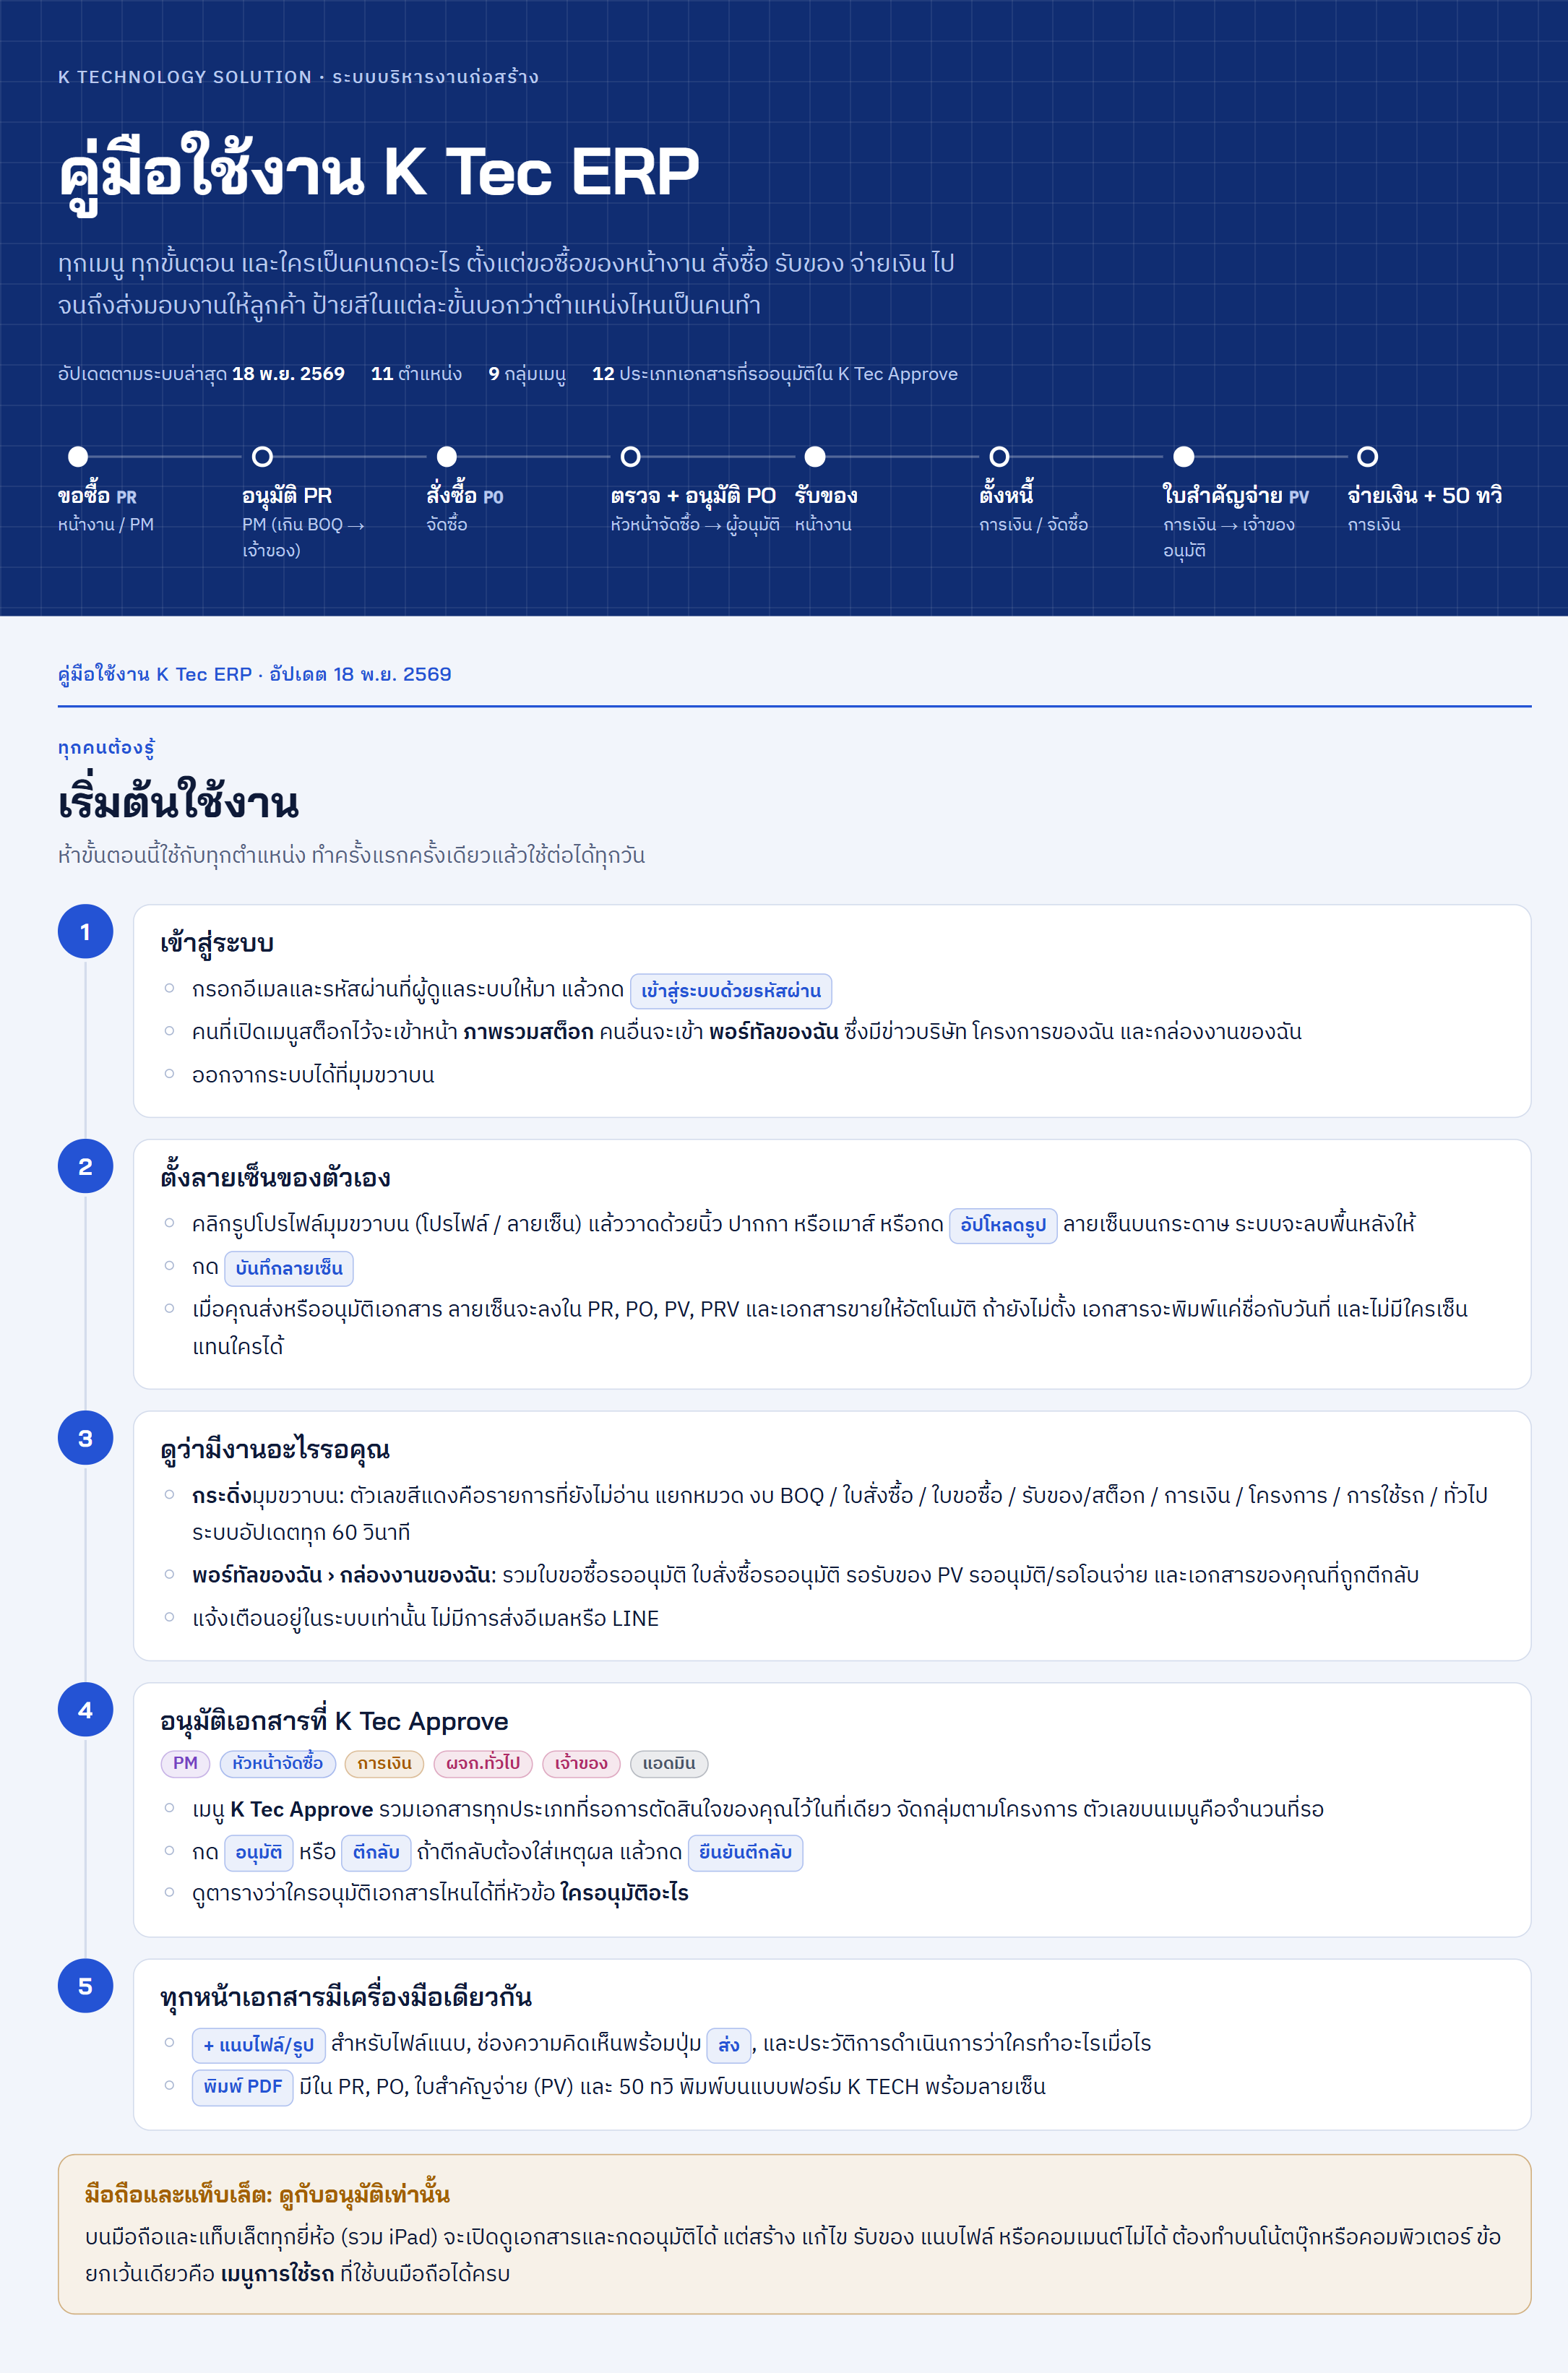 K TECHNOLOGY SOLUTION · ระบบบริหารงานก่อสร้าง
คู่มือใช้งาน K Tec ERP
ทุกเมนู ทุกขั้นตอน และใครเป็นคนกดอะไร ตั้งแต่ขอซื้อของหน้างาน สั่งซื้อ รับของ จ่ายเงิน ไป
จนถึงส่งมอบงานให้ลูกค้า ป้ายสีในแต่ละขั้นบอกว่าตำแหน่งไหนเป็นคนทำ
อัปเดตตามระบบล่าสุด 18 พ.ย. 2569 11 ตำแหน่ง 9 กลุ่มเมนู 12 ประเภทเอกสารที่รออนุมัติใน K Tec Approve
ขอซื้อ PR
หน้างาน / PM
อนุมัติ PR
PM (เกิน BOQ →
เจ้าของ)
สั่งซื้อ PO
จัดซื้อ
ตรวจ + อนุมัติ PO
หัวหน้าจัดซื้อ → ผู้อนุมัติ
รับของ
หน้างาน
ตั้งหนี้
การเงิน / จัดซื้อ
ใบสำคัญจ่าย PV
การเงิน → เจ้าของ
อนุมัติ
จ่ายเงิน + 50 ทวิ
การเงิน
คู่มือใช้งาน K Tec ERP · อัปเดต 18 พ.ย. 2569
ทุกคนต้องรู้
เริ่มต้นใช้งาน
ห้าขั้นตอนนี้ใช้กับทุกตำแหน่ง ทำครั้งแรกครั้งเดียวแล้วใช้ต่อได้ทุกวัน
1
เข้าสู่ระบบ
กรอกอีเมลและรหัสผ่านที่ผู้ดูแลระบบให้มา แล้วกด เข้าสู่ระบบด้วยรหัสผ่าน
คนที่เปิดเมนูสต็อกไว้จะเข้าหน้า ภาพรวมสต็อก คนอื่นจะเข้า พอร์ทัลของฉัน ซึ่งมีข่าวบริษัท โครงการของฉัน และกล่องงานของฉัน
ออกจากระบบได้ที่มุมขวาบน
2
ตั้งลายเซ็นของตัวเอง
คลิกรูปโปรไฟล์มุมขวาบน (โปรไฟล์ / ลายเซ็น) แล้ววาดด้วยนิ้ว ปากกา หรือเมาส์ หรือกด อัปโหลดรูป ลายเซ็นบนกระดาษ ระบบจะลบพื้นหลังให้
กด บันทึกลายเซ็น
เมื่อคุณส่งหรืออนุมัติเอกสาร ลายเซ็นจะลงใน PR, PO, PV, PRV และเอกสารขายให้อัตโนมัติ ถ้ายังไม่ตั้ง เอกสารจะพิมพ์แค่ชื่อกับวันที่ และไม่มีใครเซ็น
แทนใครได้
3
ดูว่ามีงานอะไรรอคุณ
กระดิ่งมุมขวาบน: ตัวเลขสีแดงคือรายการที่ยังไม่อ่าน แยกหมวด งบ BOQ / ใบสั่งซื้อ / ใบขอซื้อ / รับของ/สต็อก / การเงิน / โครงการ / การใช้รถ / ทั่วไป
ระบบอัปเดตทุก 60 วินาที
พอร์ทัลของฉัน › กล่องงานของฉัน: รวมใบขอซื้อรออนุมัติ ใบสั่งซื้อรออนุมัติ รอรับของ PV รออนุมัติ/รอโอนจ่าย และเอกสารของคุณที่ถูกตีกลับ
แจ้งเตือนอยู่ในระบบเท่านั้น ไม่มีการส่งอีเมลหรือ LINE
4
อนุมัติเอกสารที่ K Tec Approve
PM หัวหน้าจัดซื้อ การเงิน ผจก.ทั่วไป เจ้าของ แอดมิน
เมนู K Tec Approve รวมเอกสารทุกประเภทที่รอการตัดสินใจของคุณไว้ในที่เดียว จัดกลุ่มตามโครงการ ตัวเลขบนเมนูคือจำนวนที่รอ
กด อนุมัติ หรือ ตีกลับ ถ้าตีกลับต้องใส่เหตุผล แล้วกด ยืนยันตีกลับ
ดูตารางว่าใครอนุมัติเอกสารไหนได้ที่หัวข้อ ใครอนุมัติอะไร
5
ทุกหน้าเอกสารมีเครื่องมือเดียวกัน
+ แนบไฟล์/รูป สำหรับไฟล์แนบ, ช่องความคิดเห็นพร้อมปุ่ม ส่ง, และประวัติการดำเนินการว่าใครทำอะไรเมื่อไร
พิมพ์ PDF มีใน PR, PO, ใบสำคัญจ่าย (PV) และ 50 ทวิ พิมพ์บนแบบฟอร์ม K TECH พร้อมลายเซ็น
มือถือและแท็บเล็ต: ดูกับอนุมัติเท่านั้น
บนมือถือและแท็บเล็ตทุกยี่ห้อ (รวม iPad) จะเปิดดูเอกสารและกดอนุมัติได้ แต่สร้าง แก้ไข รับของ แนบไฟล์ หรือคอมเมนต์ไม่ได้ ต้องทำบนโน้ตบุ๊กหรือคอมพิวเตอร์ ข้อ
ยกเว้นเดียวคือ เมนูการใช้รถ ที่ใช้บนมือถือได้ครบ